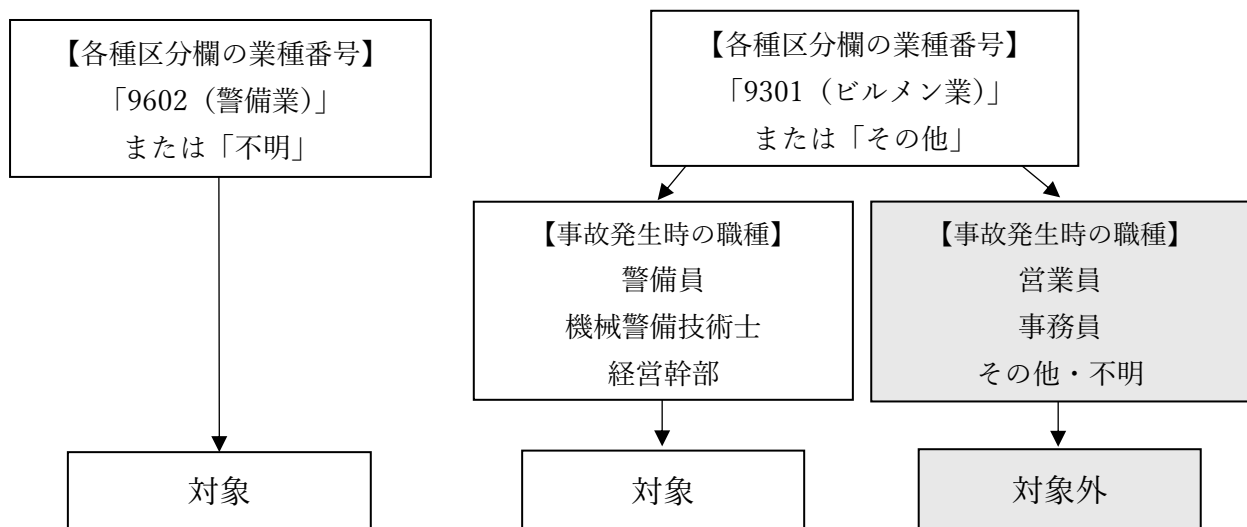 【各種区分欄の業種番号】
「9602（警備業）」
または「不明」
対象
【各種区分欄の業種番号】
「9301（ビルメン業）」
または「その他」
【事故発生時の職種】
警備員
機械警備技術士
経営幹部
対象
【事故発生時の職種】
営業員
事務員
その他・不明
対象外